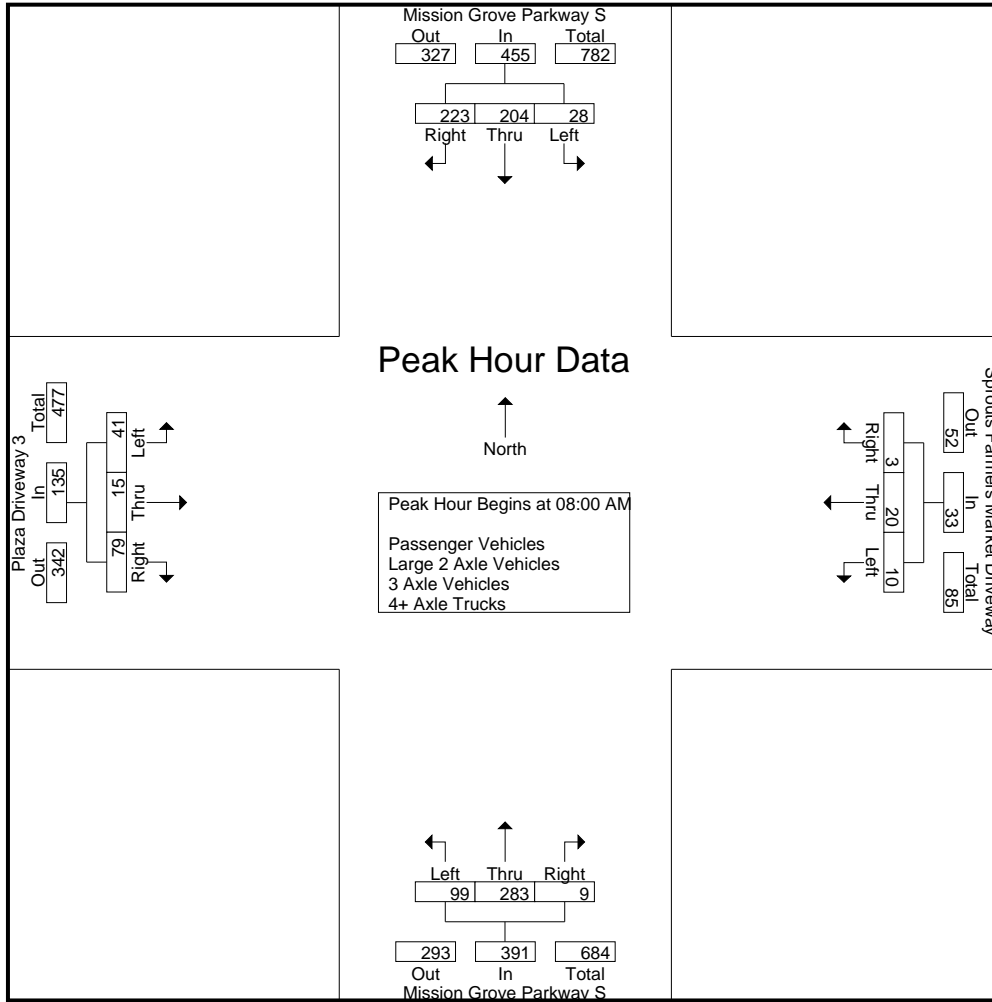 Mission Grove Parkway S
Out In Total
327 455 782
223 204 28
Right Thru Left
Peak Hour Data
North
Peak Hour Begins at 08:00 AM
Passenger Vehicles
Large 2 Axle Vehicles
3 Axle Vehicles
4+ Axle Trucks
Plaza Driveway 3
Out In Total
342 135 477
Left Thru Right
41 15 79
Sprouts Farmers Market Driveway
Out In Total
52 33 85
3 20 10
Right Thru Left
Left Thru Right
99 283 9
293 391 684
Out In Total
Mission Grove Parkway S